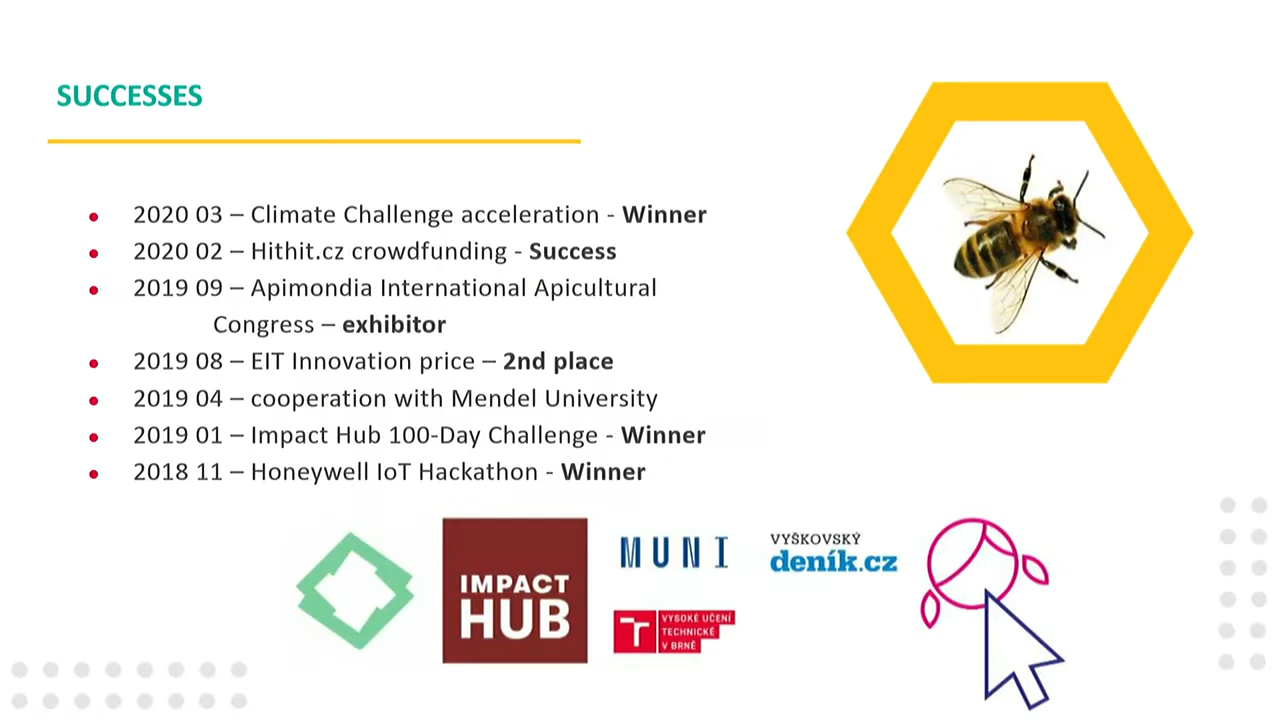 SUCCESSES
2020 03 – Climate Challenge acceleration - Winner
2020 02 – Hithit.cz crowdfunding - Success
2019 09 – Apimondia International Apicultural
Congress – exhibitor
2019 08 – EIT Innovation price – 2nd place
2019 04 – cooperation with Mendel University
2019 01 – Impact Hub 100-Day Challenge - Winner
2018 11 – Honeywell IoT Hackathon - Winner
IMPACT
HUB
MUNI
VYŠKOVSKÝ
deník.cz
T
VYSOKÉ UČENÍ
TECHNICKÉ
V BRNĚ